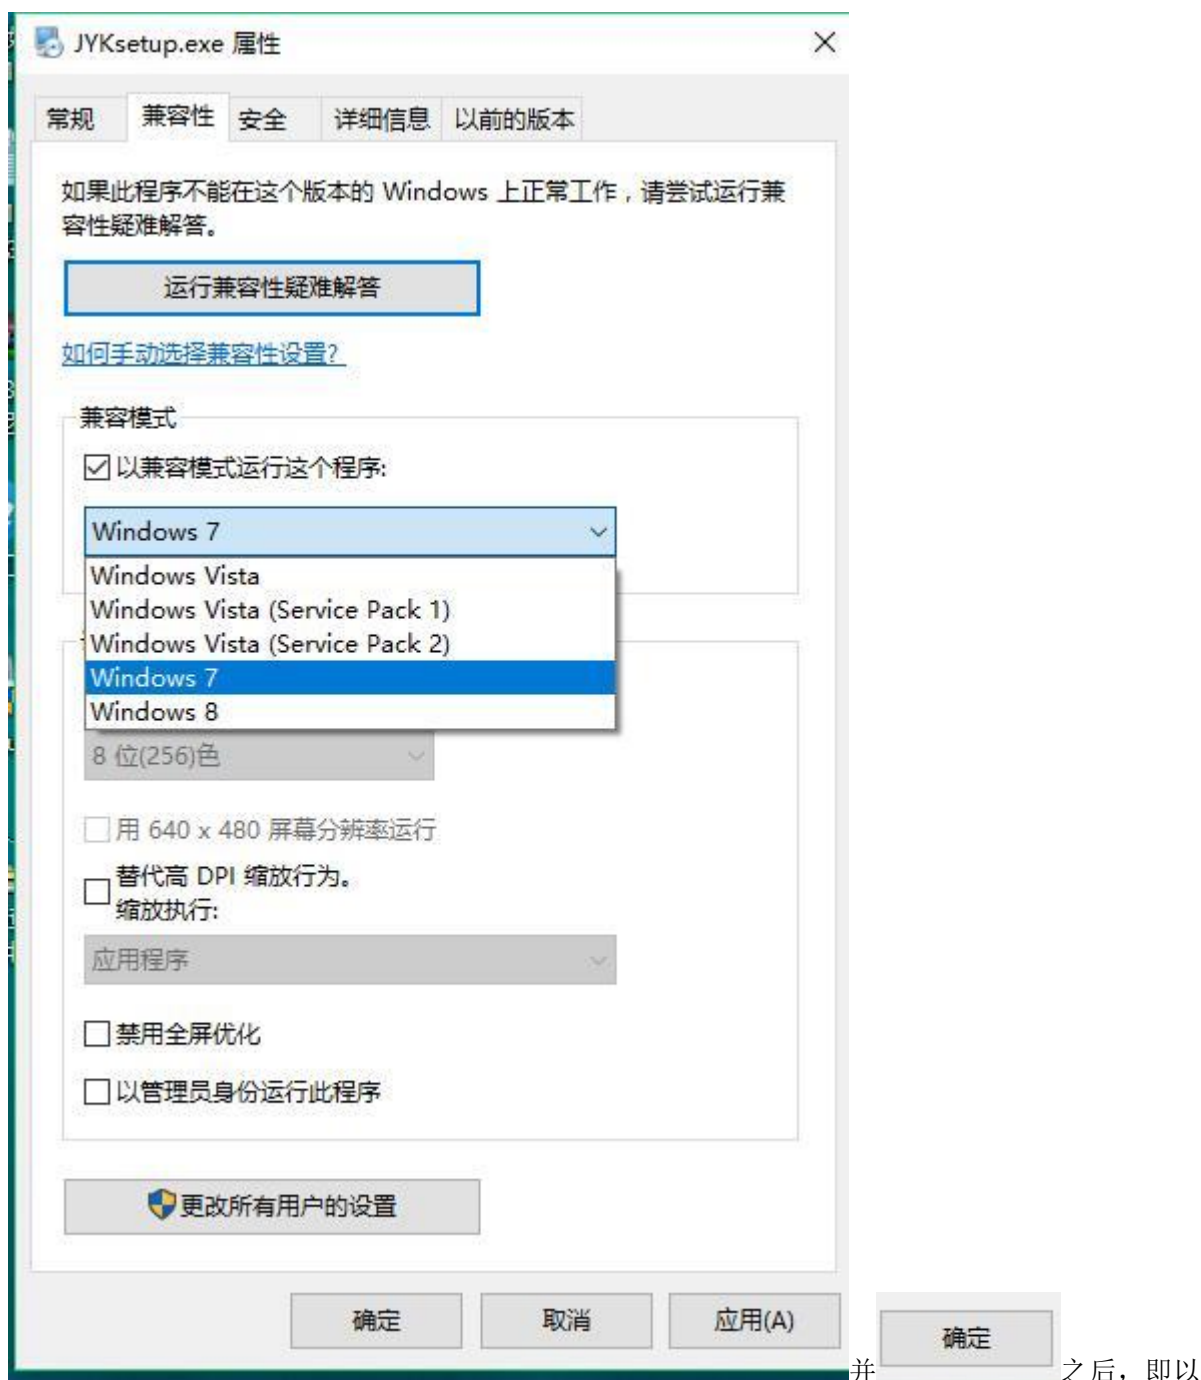 JYKsetup.exe 属性
常规 兼容性 安全 详细信息 以前的版本
如果此程序不能在这个版本的 Windows 上正常工作，请尝试运行兼
容性疑难解答。
运行兼容性疑难解答
如何手动选择兼容性设置?
兼容模式
以兼容模式运行这个程序:
Windows 7
Windows Vista
Windows Vista (Service Pack 1)
Windows Vista (Service Pack 2)
Windows 7
Windows 8
8 位(256)色
用 640 x 480 屏幕分辨率运行
替代高 DPI 缩放行为。
缩放执行:
应用程序
禁用全屏优化
以管理员身份运行此程序
更改所有用户的设置
确定 取消 应用(A)
并 确定 之后，即以